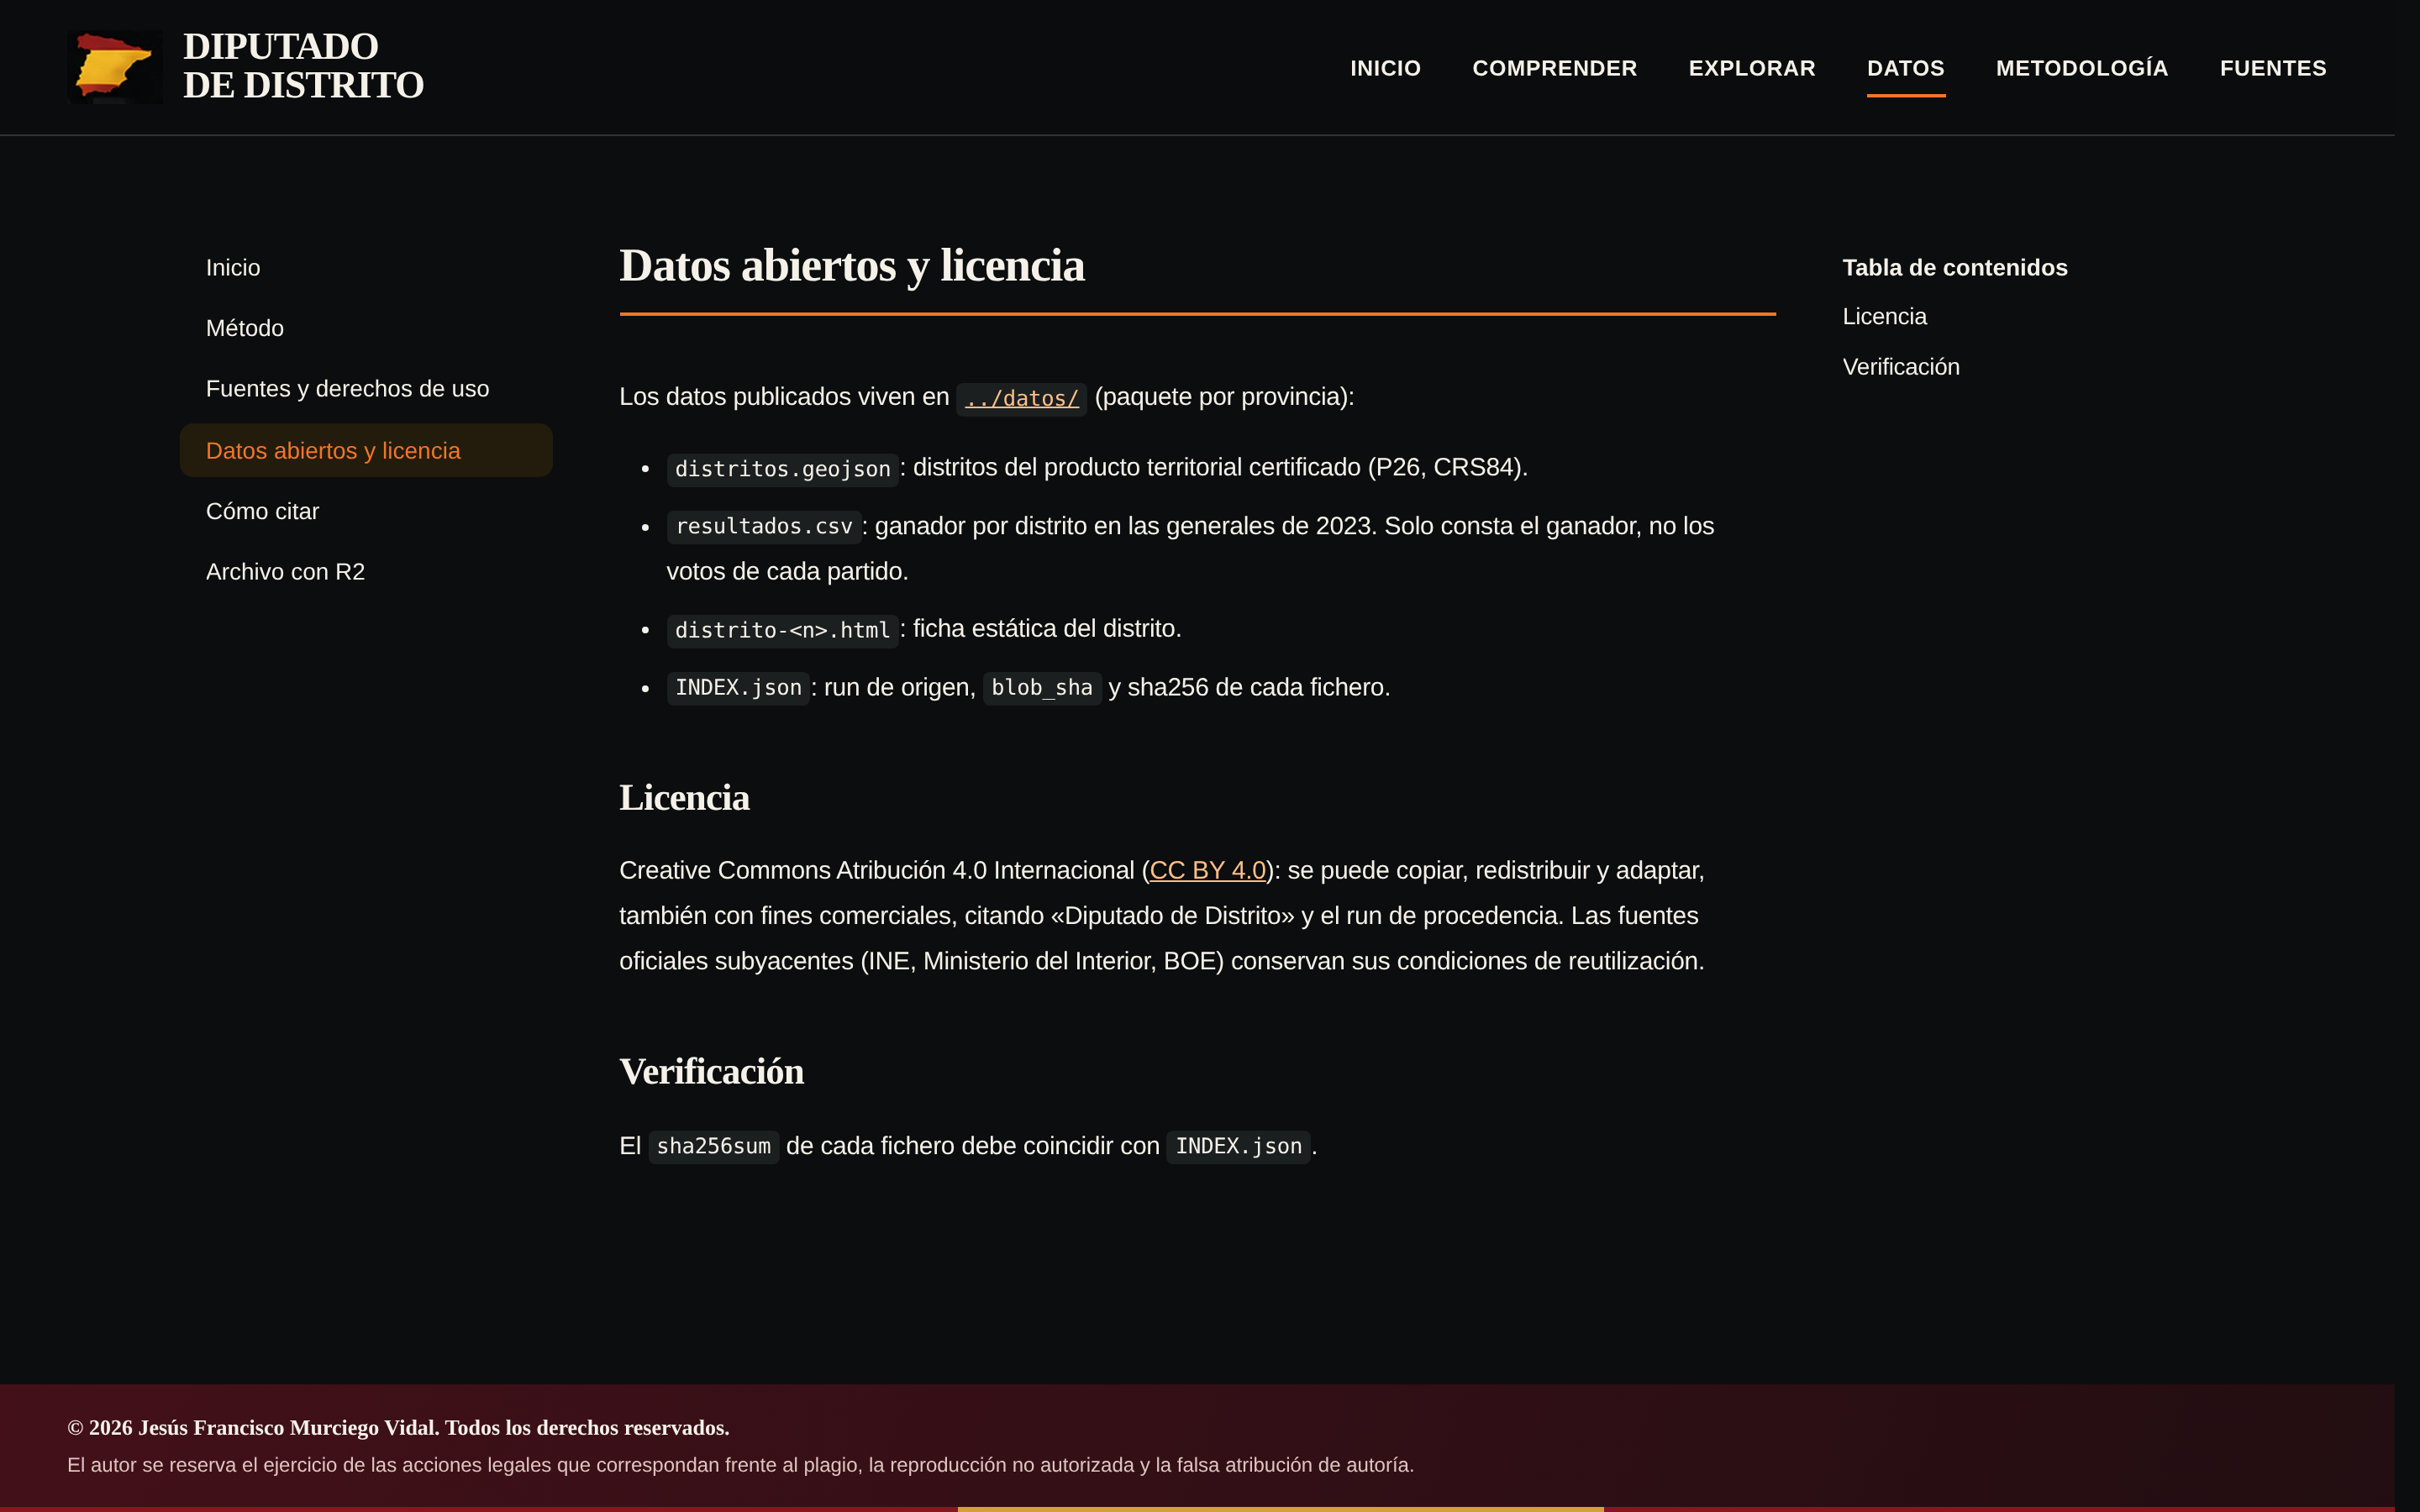 DIPUTADO
DE DISTRITO
INICIO
COMPRENDER
EXPLORAR
DATOS
METODOLOGÍA
FUENTES
Inicio
Método
Fuentes y derechos de uso
Datos abiertos y licencia
Cómo citar
Archivo con R2
Datos abiertos y licencia
Los datos publicados viven en ../datos/ (paquete por provincia):
• distritos.geojson: distritos del producto territorial certificado (P26, CRS84).
• resultados.csv: ganador por distrito en las generales de 2023. Solo consta el ganador, no los
votos de cada partido.
• distrito-<n>.html: ficha estática del distrito.
• INDEX.json: run de origen, blob_sha y sha256 de cada fichero.
Licencia
Creative Commons Atribución 4.0 Internacional (CC BY 4.0): se puede copiar, redistribuir y adaptar,
también con fines comerciales, citando «Diputado de Distrito» y el run de procedencia. Las fuentes
oficiales subyacentes (INE, Ministerio del Interior, BOE) conservan sus condiciones de reutilización.
Verificación
El sha256sum de cada fichero debe coincidir con INDEX.json.
Tabla de contenidos
Licencia
Verificación
© 2026 Jesús Francisco Murciego Vidal. Todos los derechos reservados.
El autor se reserva el ejercicio de las acciones legales que correspondan frente al plagio, la reproducción no autorizada y la falsa atribución de autoría.